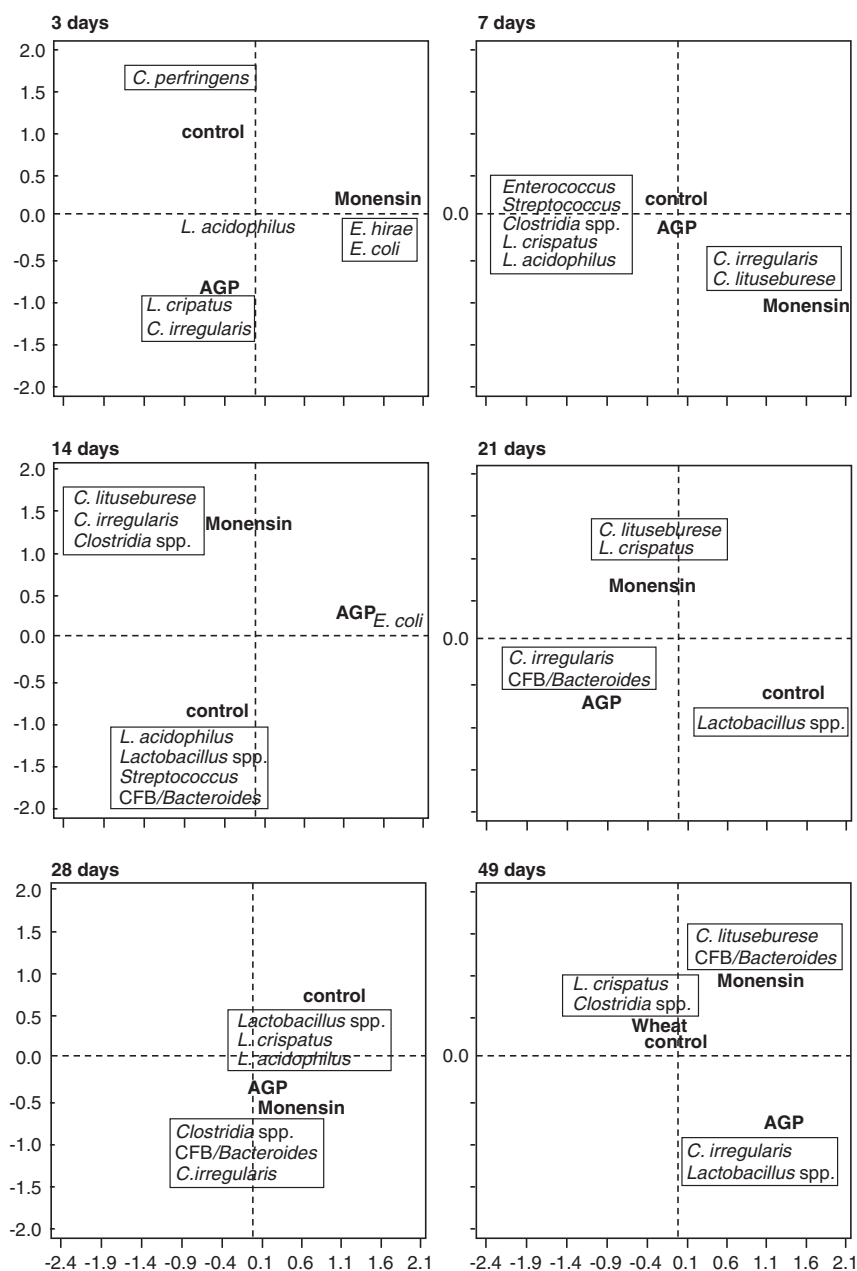 3 days
2.0
1.5
1.0
0.5
0.0
-0.5
-1.0
-1.5
-2.0
C. perfringens
control
Monensin
L. acidophilus
E. hirae
E. coli
AGP
L. cripatus
C. irregularis
7 days
0.0
Enterococcus
Streptococcus
Clostridia spp.
L. crispatus
L. acidophilus
control
AGP
C. irregularis
C. lituseburese
Monensin
14 days
2.0
1.5
1.0
0.5
0.0
-0.5
-1.0
-1.5
-2.0
C. lituseburese
C. irregularis
Clostridia spp.
Monensin
AGP
E. coli
control
L. acidophilus
Lactobacillus spp.
Streptococcus
CFB/Bacteroides
21 days
0.0
C. lituseburese
L. crispatus
Monensin
C. irregularis
CFB/Bacteroides
AGP
control
Lactobacillus spp.
28 days
2.0
1.5
1.0
0.5
0.0
-0.5
-1.0
-1.5
-2.0
control
Lactobacillus spp.
L. crispatus
L. acidophilus
AGP
Monensin
Clostridia spp.
CFB/Bacteroides
C.irregularis
-2.4 -1.9 -1.4 -0.9 -0.4 0.1 0.6 1.1 1.6 2.1
49 days
0.0
C. lituseburese
CFB/Bacteroides
Monensin
L. crispatus
Clostridia spp.
Wheat
control
AGP
C. irregularis
Lactobacillus spp.
-2.4 -1.9 -1.4 -0.9 -0.4 0.1 0.6 1.1 1.6 2.1